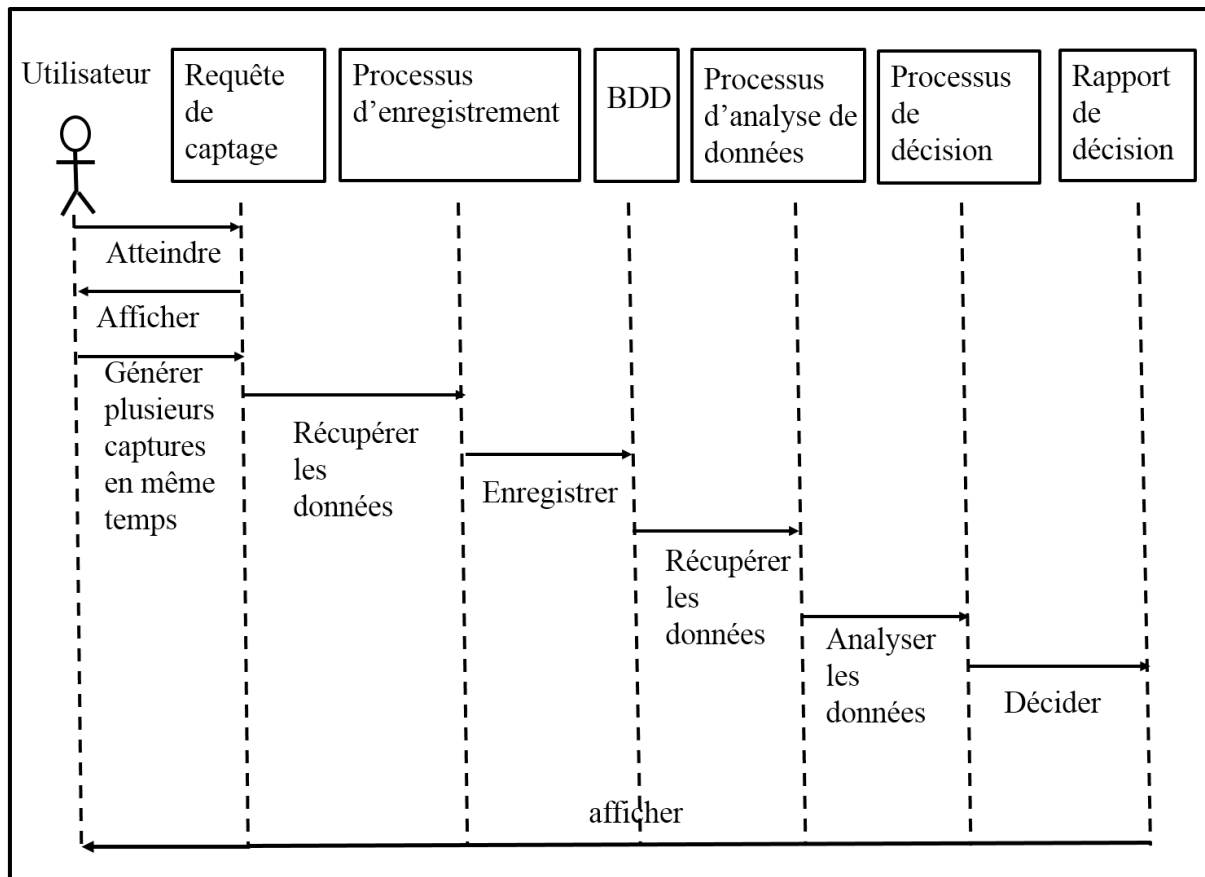 Utilisateur
Requête
de
captage
Processus
d’enregistrement
BDD
Processus
d’analyse de
données
Processus
de
décision
Rapport
de
décision
Atteindre
Afficher
Générer
plusieurs
captures
en même
temps
Récupérer
les
données
Enregistrer
Récupérer
les
données
Analyser
les
données
Décider
afficher